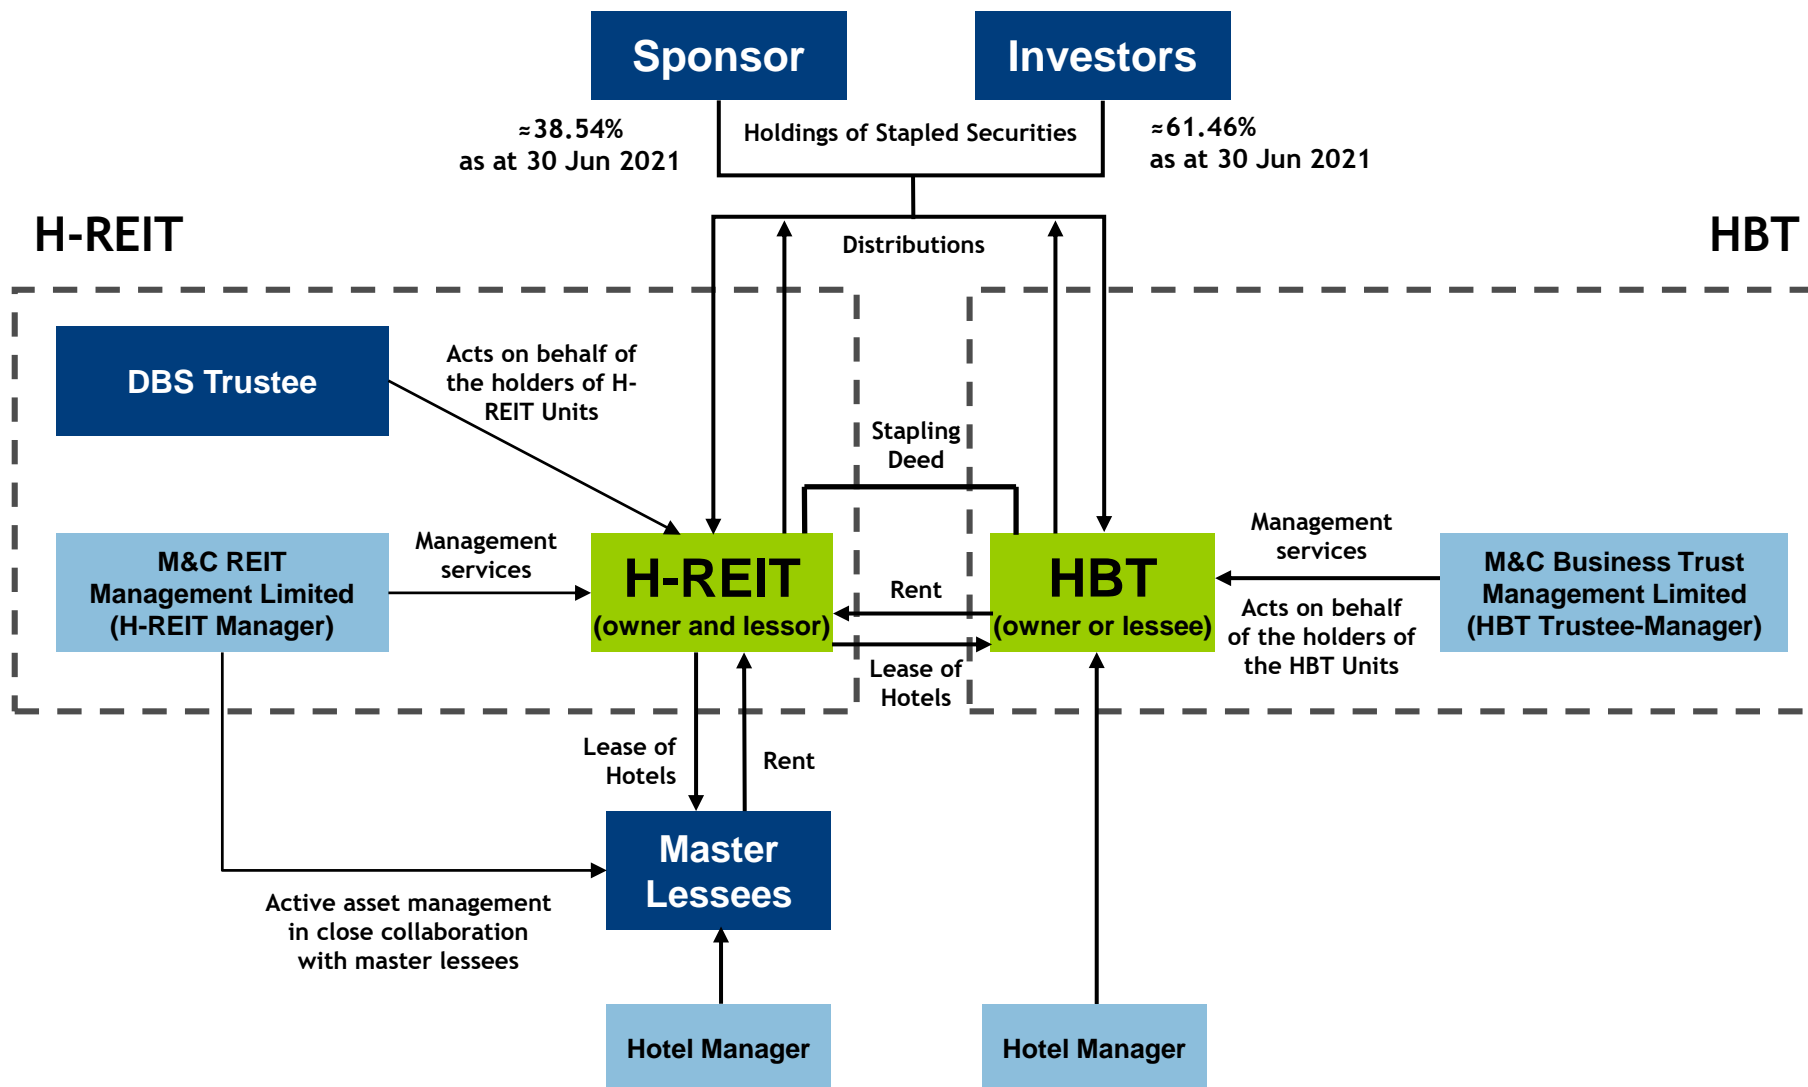 Sponsor
Investors
≈38.54%
as at 30 Jun 2021
Holdings of Stapled Securities
≈61.46%
as at 30 Jun 2021
H-REIT
HBT
Distributions
DBS Trustee
Acts on behalf of
the holders of H-
REIT Units
Stapling
Deed
M&C REIT
Management Limited
(H-REIT Manager)
Management
services
H-REIT
(owner and lessor)
Rent
Lease of
Hotels
HBT
(owner or lessee)
Management
services
Acts on behalf
of the holders of
the HBT Units
M&C Business Trust
Management Limited
(HBT Trustee-Manager)
Lease of
Hotels
Rent
Master
Lessees
Active asset management
in close collaboration
with master lessees
Hotel Manager
Hotel Manager